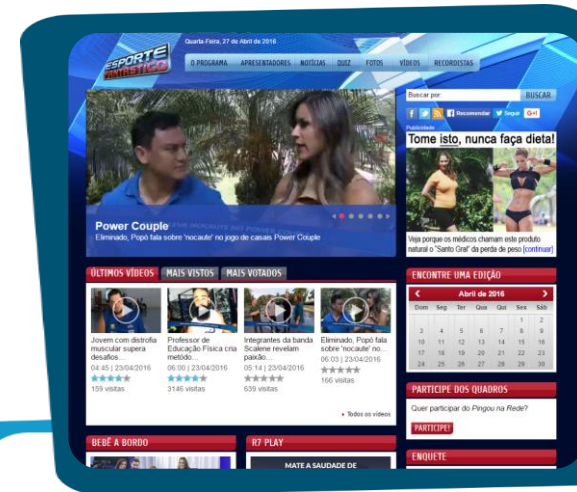 ESPORTE
FANTÁSTICO
Quarta-Feira, 27 de Abril de 2016
O PROGRAMA APRESENTADORES NOTÍCIAS QUIZ FOTOS VÍDEOS RECORDISTAS
Buscar por: BUSCAR
Recomendar Seguir G+1
Publicidade
Tome isto, nunca faça dieta!
Veja porque os médicos chamam este produto
natural o "Santo Gral" da perda de peso [continuar]
Power Couple
Eliminado, Popó fala sobre 'nocaute' no jogo de casais Power Couple
ÚLTIMOS VÍDEOS MAIS VISTOS MAIS VOTADOS
Jovem com distrofia
muscular supera
desafios...
04:45 | 23/04/2016
159 visitas
Professor de
Educação Física cria
método...
06:00 | 23/04/2016
3146 visitas
Integrantes da banda
Scalene revelam
paixão...
05:14 | 23/04/2016
639 visitas
Eliminado, Popó fala
sobre 'nocaute' no...
06:03 | 23/04/2016
166 visitas
Todos os vídeos
ENCONTRE UMA EDIÇÃO
Abril de 2016
Dom Seg Ter Qua Qui Sex Sáb
1 2
3 4 5 6 7 8 9
10 11 12 13 14 15 16
17 18 19 20 21 22 23
24 25 26 27 28 29 30
PARTICIPE DOS QUADROS
Quer participar do Pingou na Rede?
PARTICIPE!
BEBÊ A BORDO
R7 PLAY
MATE A SAUDADE DE
ENQUETE